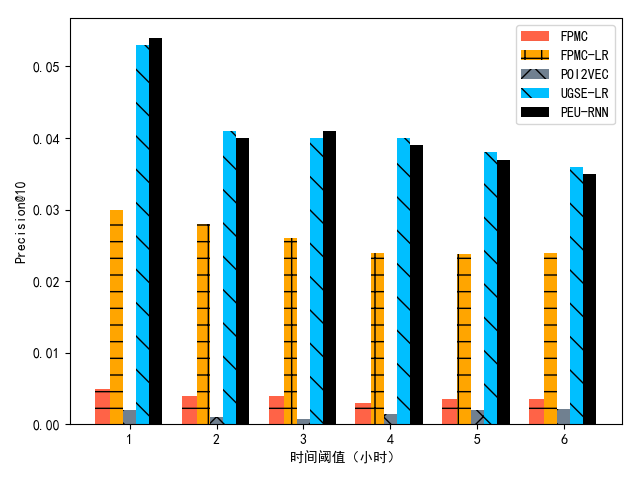 FPMC
FPMC-LR
POI2VEC
UGSE-LR
PEU-RNN
0.05
0.04
0.03
0.02
0.01
0.00
Precision@10
1 2 3 4 5 6
时间阈值（小时）